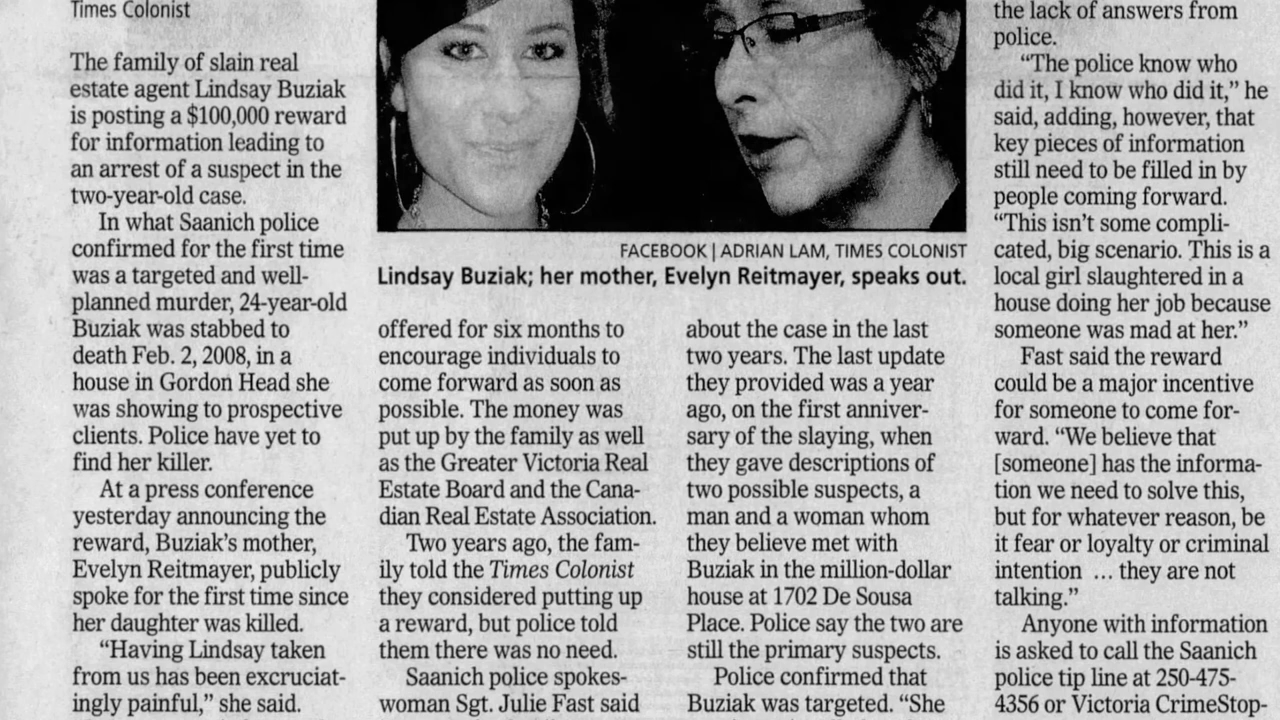 Times Colonist
The family of slain real
estate agent Lindsay Buziak
is posting a $100,000 reward
for information leading to
an arrest of a suspect in the
two-year-old case.
In what Saanich police
confirmed for the first time
was a targeted and well-
planned murder, 24-year-old
Buziak was stabbed to
death Feb. 2, 2008, in a
house in Gordon Head she
was showing to prospective
clients. Police have yet to
find her killer.
At a press conference
yesterday announcing the
reward, Buziak's mother,
Evelyn Reitmayer, publicly
spoke for the first time since
her daughter was killed.
“Having Lindsay taken
from us has been excruciat-
ingly painful,” she said.
FACEBOOK | ADRIAN LAM, TIMES COLONIST
Lindsay Buziak; her mother, Evelyn Reitmayer, speaks out.
offered for six months to
encourage individuals to
come forward as soon as
possible. The money was
put up by the family as well
as the Greater Victoria Real
Estate Board and the Cana-
dian Real Estate Association.
Two years ago, the fam-
ily told the Times Colonist
they considered putting up
a reward, but police told
them there was no need.
Saanich police spokes-
woman Sgt. Julie Fast said
about the case in the last
two years. The last update
they provided was a year
ago, on the first anniver-
sary of the slaying, when
they gave descriptions of
two possible suspects, a
man and a woman whom
they believe met with
Buziak in the million-dollar
house at 1702 De Sousa
Place. Police say the two are
still the primary suspects.
Police confirmed that
Buziak was targeted. “She
the lack of answers from
police.
“The police know who
did it, I know who did it,” he
said, adding, however, that
key pieces of information
still need to be filled in by
people coming forward.
“This isn't some compli-
cated, big scenario. This is a
local girl slaughtered in a
house doing her job because
someone was mad at her.”
Fast said the reward
could be a major incentive
for someone to come for-
ward. “We believe that
[someone] has the informa-
tion we need to solve this,
but for whatever reason, be
it fear or loyalty or criminal
intention ... they are not
talking.”
Anyone with information
is asked to call the Saanich
police tip line at 250-475-
4356 or Victoria CrimeStop-